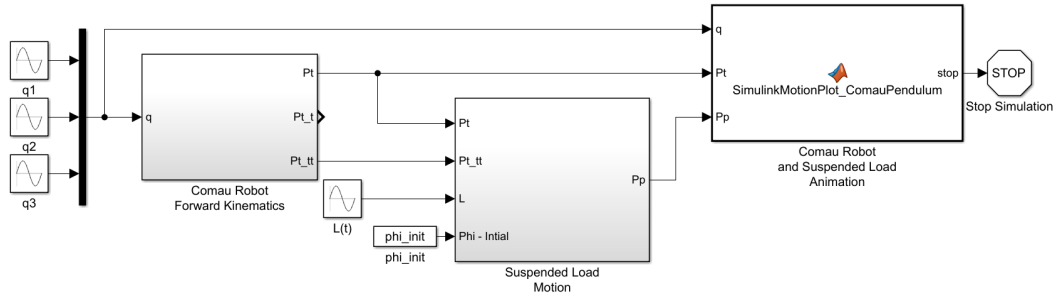 q1
q2
q3
q
Pt
Pt_t
Pt_tt
Comau Robot
Forward Kinematics
L(t)
phi_init
phi_init
Pt
Pt_tt
L
Phi - Intial
Pp
Suspended Load
Motion
q
Pt
Pp
SimulinkMotionPlot_ComauPendulum
stop
Comau Robot
and Suspended Load
Animation
STOP
Stop Simulation